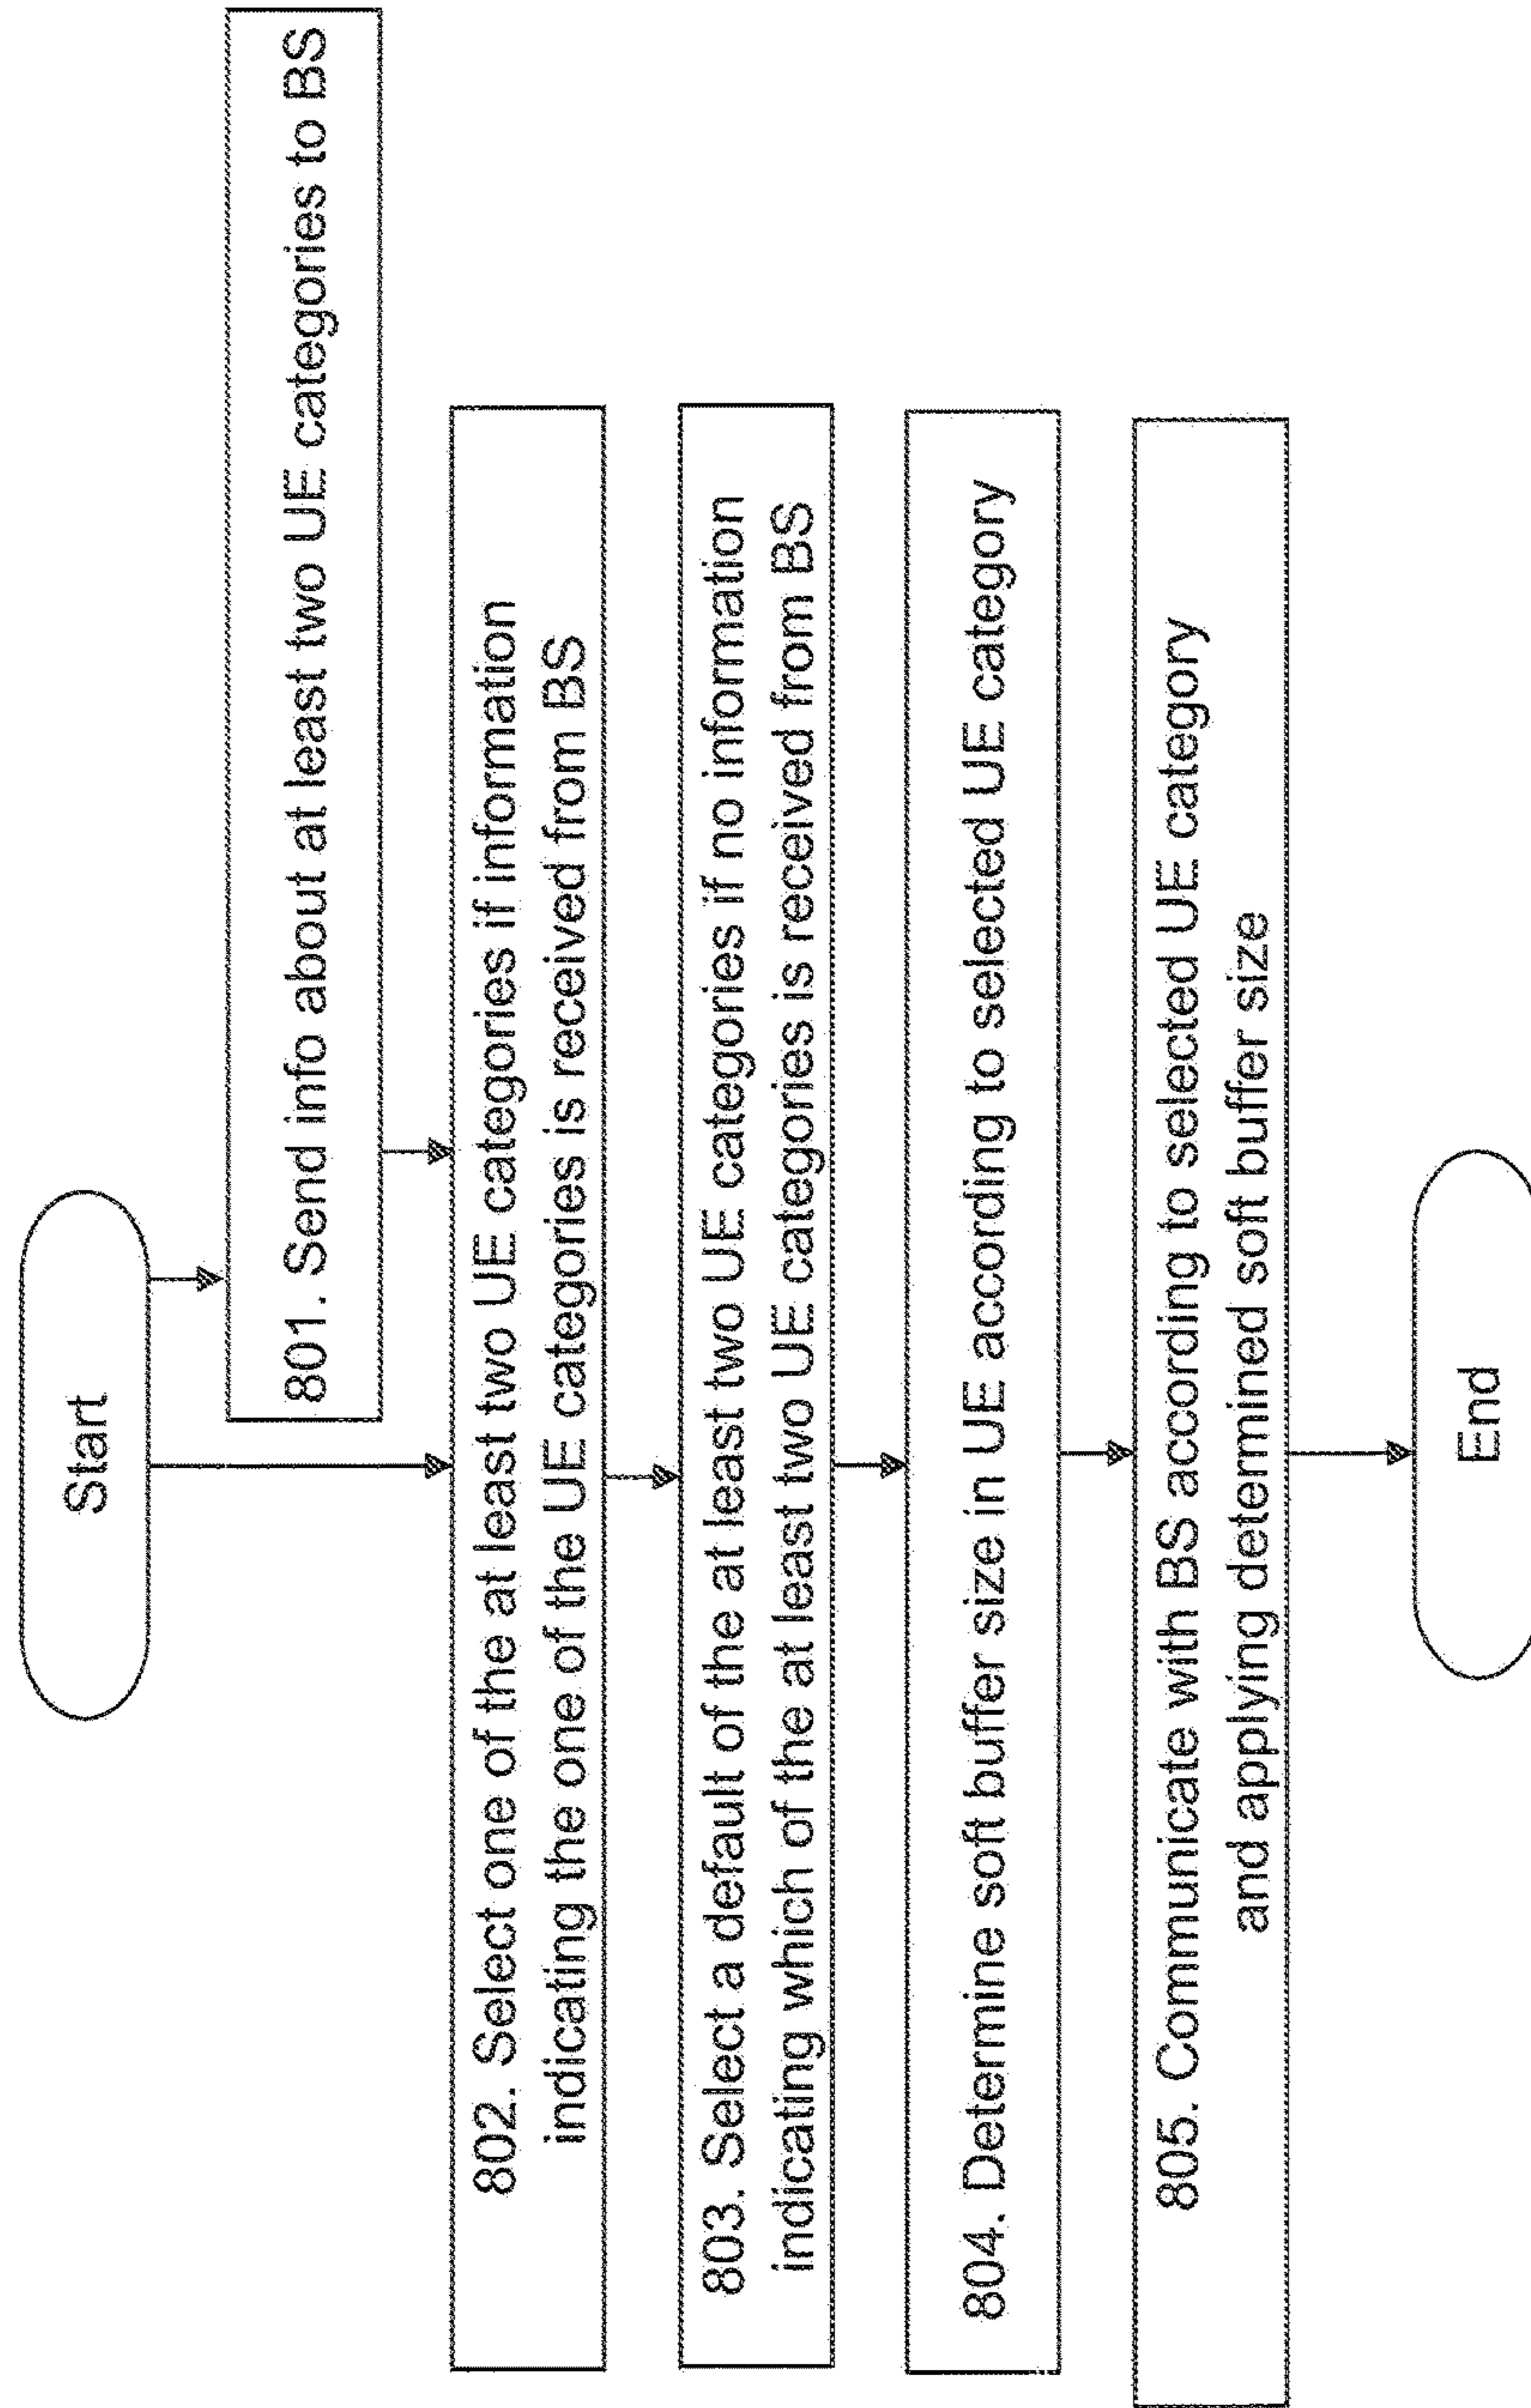 Start
801. Send info about at least two UE categories to BS
802. Select one of the at least two UE categories if information
indicating the one of the UE categories is received from BS
803. Select a default of the at least two UE categories if no information
indicating which of the at least two UE categories is received from BS
804. Determine soft buffer size in UE according to selected UE category
805. Communicate with BS according to selected UE category
and applying determined soft buffer size
End